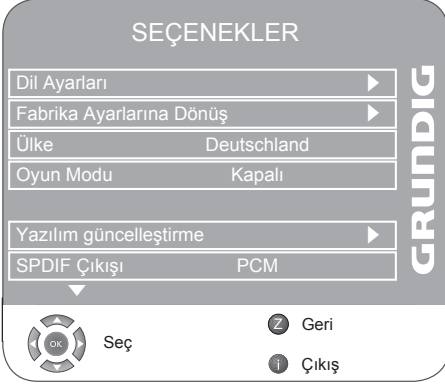 SEÇENEKLER
Dil Ayarları
Fabrika Ayarlarına Dönüş
Ülke Deutschland
Oyun Modu Kapalı
Yazılım güncelleştirme
SPDIF Çıkışı PCM
GRUNDIG
OK Seç
Z Geri
i Çıkış